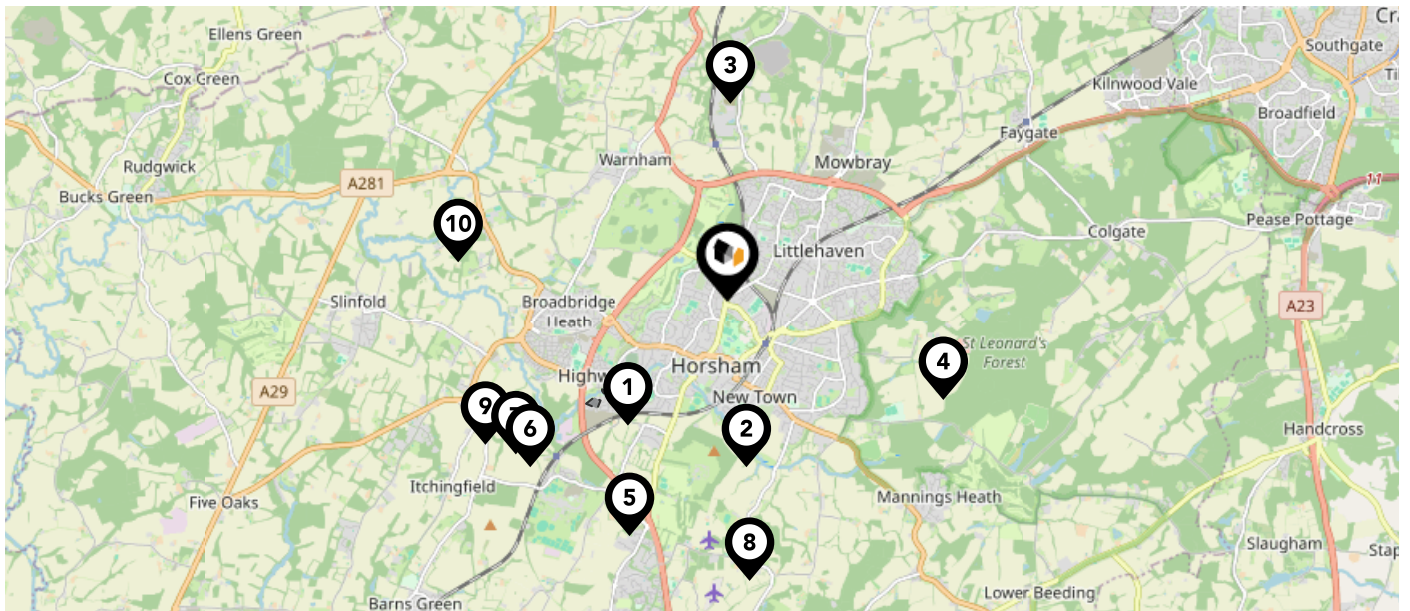 Ellens Green
Southgate
3
Cox Green
Kilnwood Vale
Broadfield
Faygate
Warnham
Mowbray
Rudgwick
A281
11
Bucks Green
10
Pease Pottage
Colgate
Littlehaven
Slinfold
Broadbridge
Heath
A23
St Leonard's
Forest
4
Horsham
1
A29
New Town
9
6
2
Handcross
Itchingfield
5
Mannings Heath
Five Oaks
8
Slaugham
Lower Beeding
Barns Green